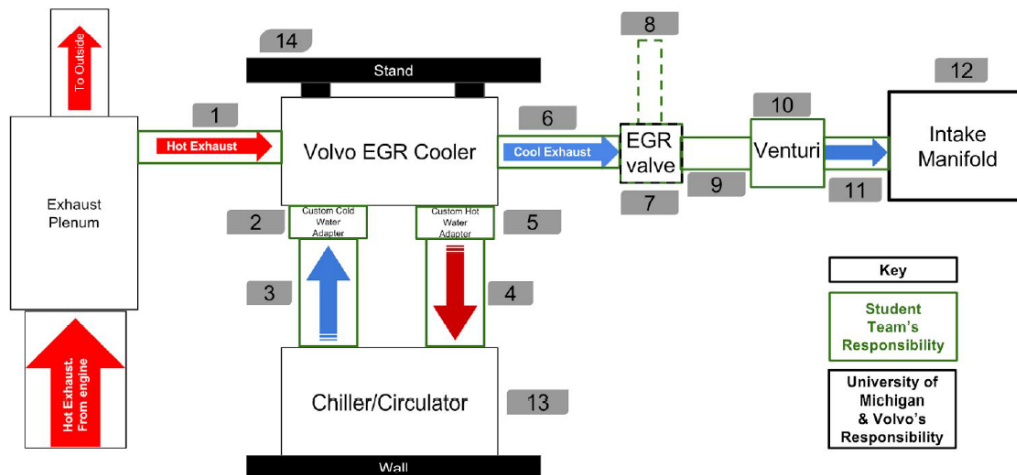 14
Stand
8
To Outside
1
6
10
12
Hot Exhaust
Volvo EGR Cooler
Cool Exhaust
EGR
valve
Venturi
Intake
Manifold
9
11
7
Exhaust
Plenum
2
Custom Cold
Water
Adapter
Custom Hot
Water
Adapter
5
3
4
Key
Student
Team's
Responsibility
Hot Exhaust.
From engine
Chiller/Circulator
13
University of
Michigan
& Volvo's
Responsibility
Wall